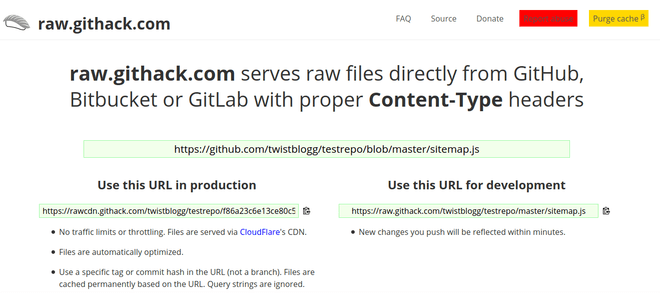 raw.githack.com
FAQ Source Donate Purge cache β
raw.githack.com serves raw files directly from GitHub,
Bitbucket or GitLab with proper Content-Type headers
https://github.com/twistblogg/testrepo/blob/master/sitemap.js
Use this URL in production
https://rawcdn.githack.com/twistblogg/testrepo/f86a23c6e13ce80c5
No traffic limits or throttling. Files are served via CloudFlare's CDN.
Files are automatically optimized.
Use a specific tag or commit hash in the URL (not a branch). Files are
cached permanently based on the URL. Query strings are ignored.
Use this URL for development
https://raw.githack.com/twistblogg/testrepo/master/sitemap.js
New changes you push will be reflected within minutes.